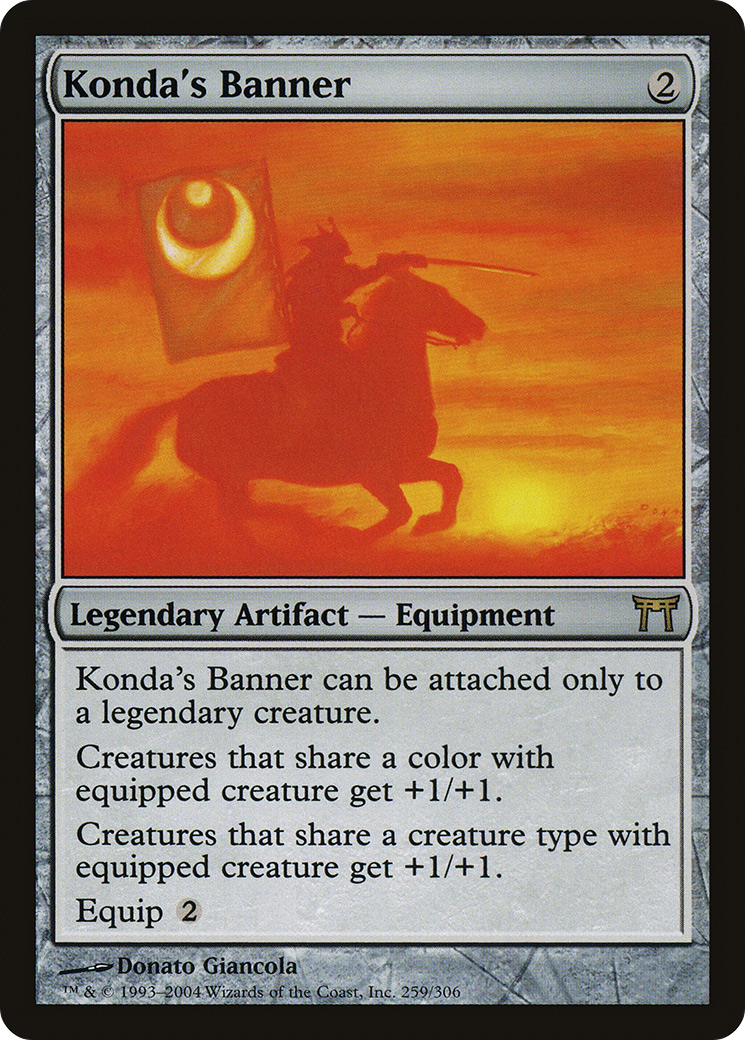 Konda's Banner 2
Legendary Artifact — Equipment
Konda's Banner can be attached only to
a legendary creature.
Creatures that share a color with
equipped creature get +1/+1.
Creatures that share a creature type with
equipped creature get +1/+1.
Equip 2
Donato Giancola
™ & © 1993–2004 Wizards of the Coast, Inc. 259/306